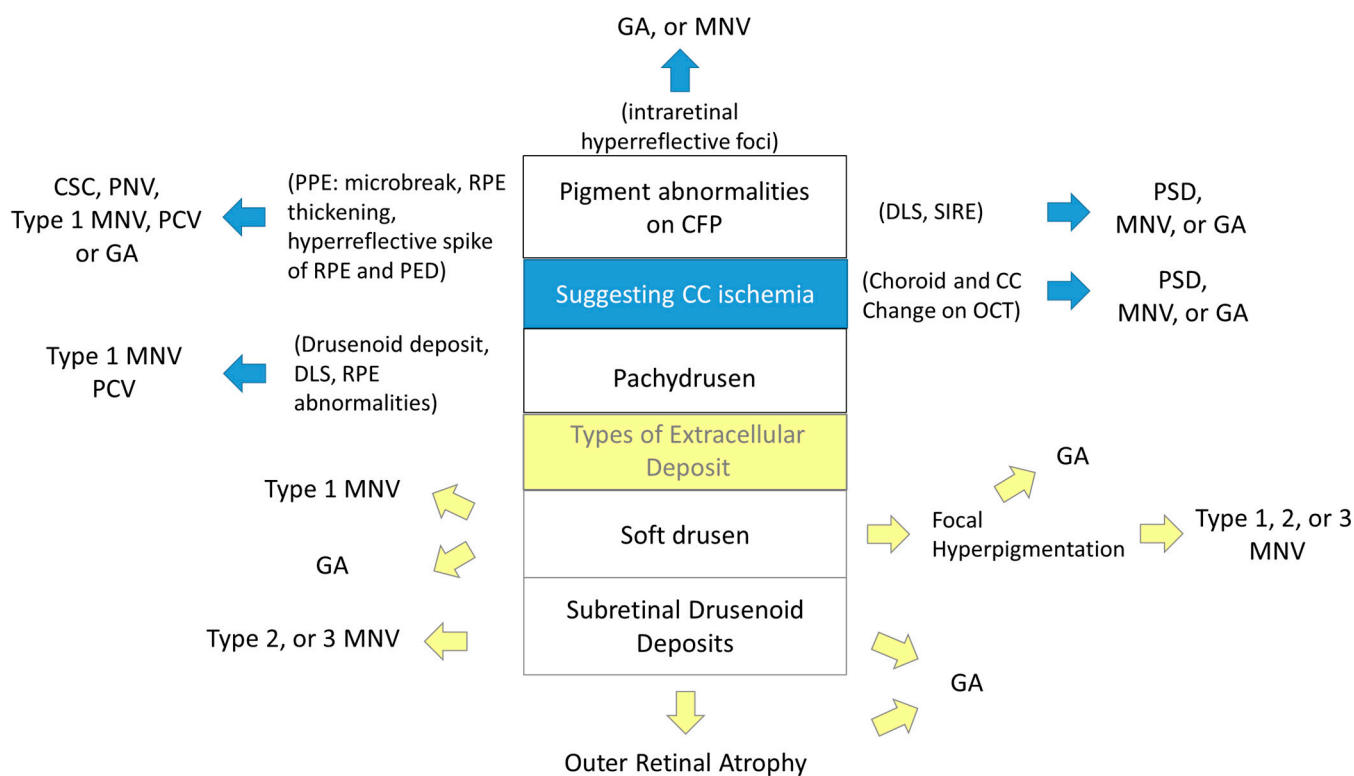 GA, or MNV
(intraretinal
hyperreflective foci)
CSC, PNV,
Type 1 MNV, PCV
or GA
(PPE: microbreak, RPE
thickening,
hyperreflective spike
of RPE and PED)
Pigment abnormalities
on CFP
(DLS, SIRE)
PSD,
MNV, or GA
Suggesting CC ischemia
(Choroid and CC
Change on OCT)
PSD,
MNV, or GA
Type 1 MNV
PCV
(Drusenoid deposit,
DLS, RPE
abnormalities)
Pachydrusen
Types of Extracellular
Deposit
Type 1 MNV
GA
Soft drusen
Focal
Hyperpigmentation
GA
Type 1, 2, or 3
MNV
Type 2, or 3 MNV
Subretinal Drusenoid
Deposits
GA
Outer Retinal Atrophy